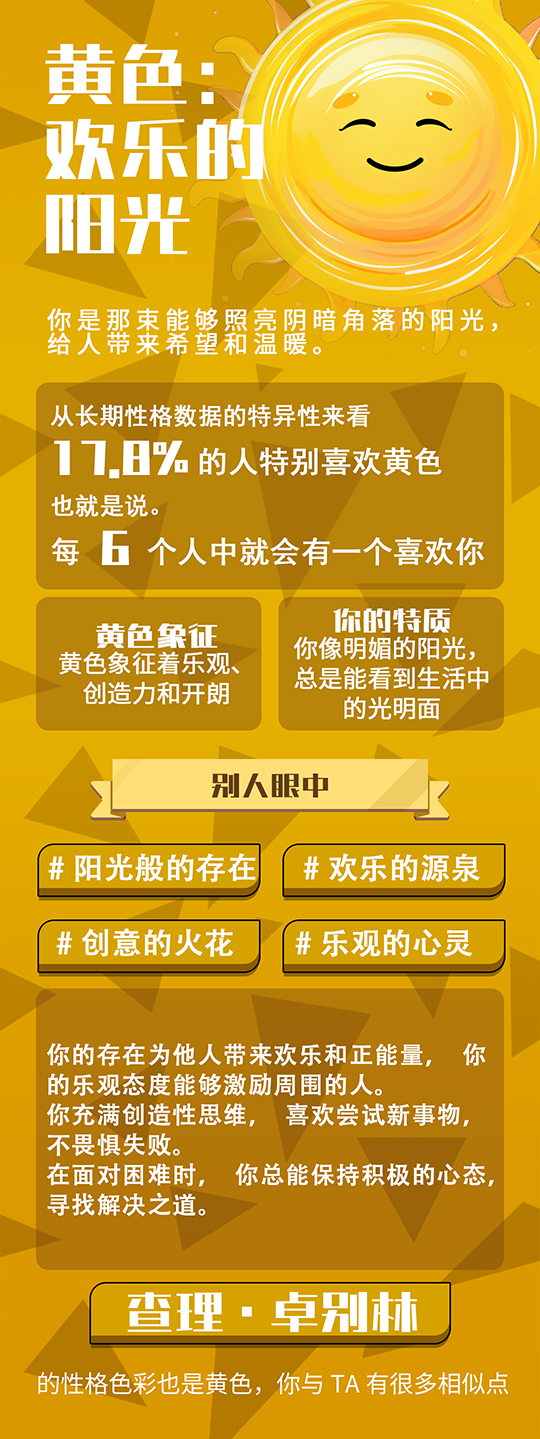 黄色：
欢乐的
阳光
你是那束能够照亮阴暗角落的阳光，
给人带来希望和温暖。
从长期性格数据的特异性来看
17.8% 的人特别喜欢黄色
也就是说。
每 6 个人中就会有一个喜欢你
黄色象征
黄色象征着乐观、
创造力和开朗
你的特质
你像明媚的阳光，
总是能看到生活中
的光明面
别人眼中
# 阳光般的存在
# 欢乐的源泉
# 创意的火花
# 乐观的心灵
你的存在为他人带来欢乐和正能量， 你
的乐观态度能够激励周围的人。
你充满创造性思维， 喜欢尝试新事物，
不畏惧失败。
在面对困难时， 你总能保持积极的心态，
寻找解决之道。
查理·卓别林
的性格色彩也是黄色，你与 TA 有很多相似点